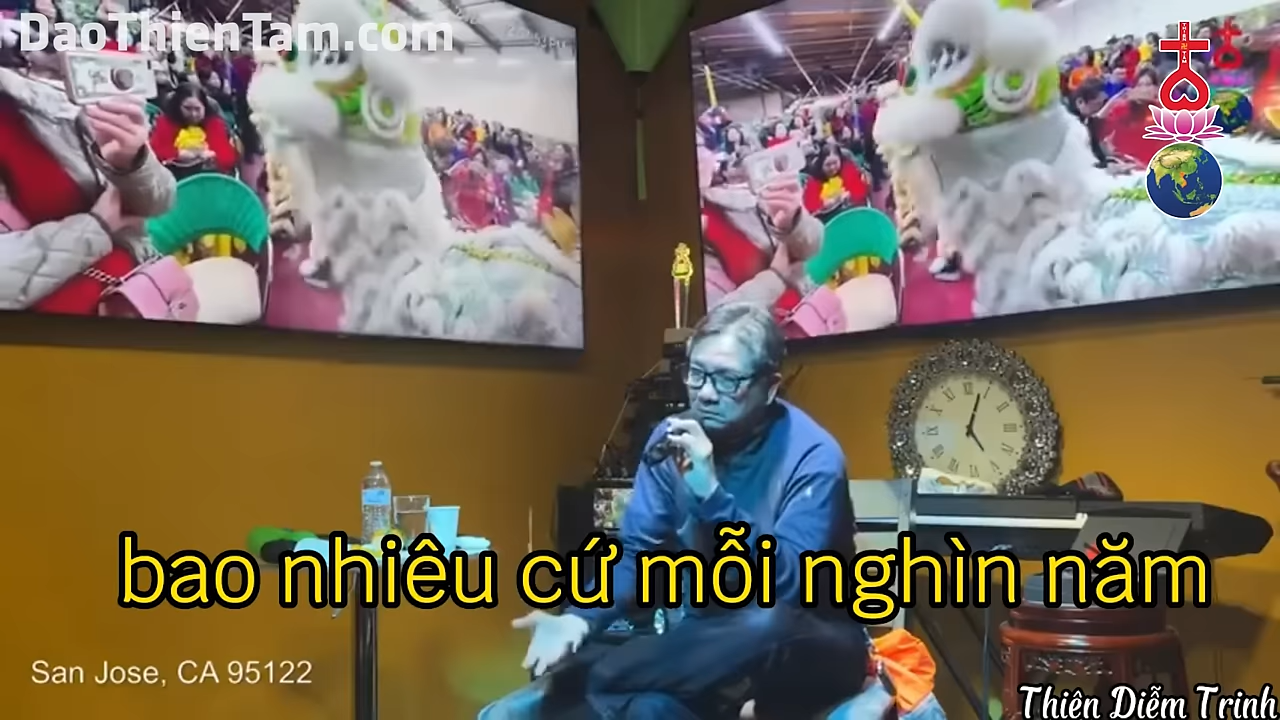 DaoThienTam.com
bao nhiêu cứ mỗi nghìn năm
San Jose, CA 95122
Thiên Diễm Trinh